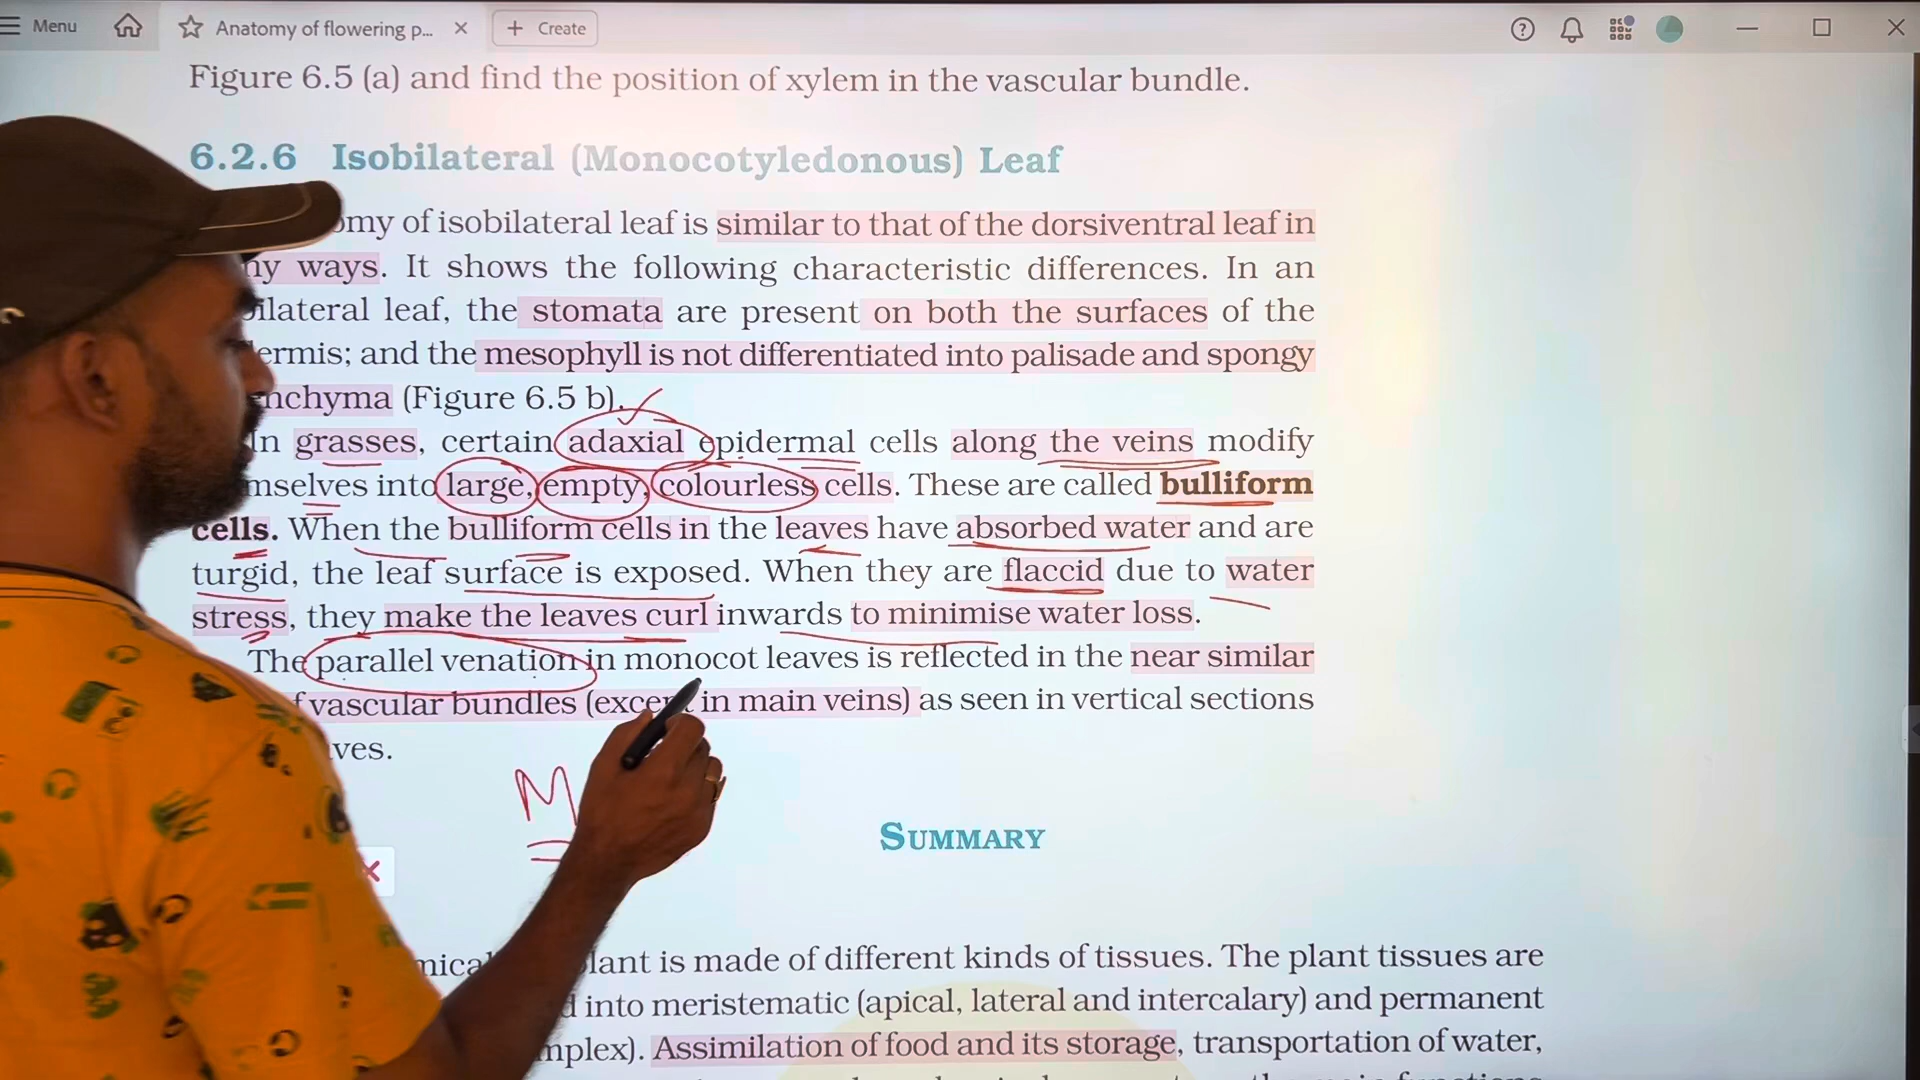 Menu
Anatomy of flowering p...
+ Create
Figure 6.5 (a) and find the position of xylem in the vascular bundle.
6.2.6 Isobilateral (Monocotyledonous) Leaf
omy of isobilateral leaf is similar to that of the dorsiventral leaf in
ny ways. It shows the following characteristic differences. In an
ilateral leaf, the stomata are present on both the surfaces of the
ermis; and the mesophyll is not differentiated into palisade and spongy
enchyma (Figure 6.5 b).
In grasses, certain adaxial epidermal cells along the veins modify
mselves into large, empty, colourless cells. These are called bulliform
cells. When the bulliform cells in the leaves have absorbed water and are
turgid, the leaf surface is exposed. When they are flaccid due to water
stress, they make the leaves curl inwards to minimise water loss.
The parallel venation in monocot leaves is reflected in the near similar
f vascular bundles (except in main veins) as seen in vertical sections
ves.
M
SUMMARY
mical lant is made of different kinds of tissues. The plant tissues are
d into meristematic (apical, lateral and intercalary) and permanent
mplex). Assimilation of food and its storage, transportation of water,